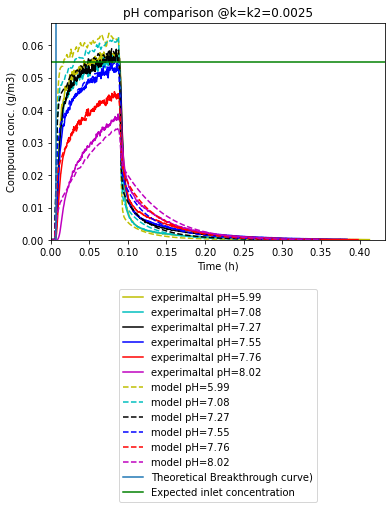 pH comparison @k=k2=0.0025
Compound conc. (g/m3)
0.06
0.05
0.04
0.03
0.02
0.01
0.00
0.00 0.05 0.10 0.15 0.20 0.25 0.30 0.35 0.40
Time (h)
experimaltal pH=5.99
experimaltal pH=7.08
experimaltal pH=7.27
experimaltal pH=7.55
experimaltal pH=7.76
experimaltal pH=8.02
model pH=5.99
model pH=7.08
model pH=7.27
model pH=7.55
model pH=7.76
model pH=8.02
Theoretical Breakthrough curve)
Expected inlet concentration